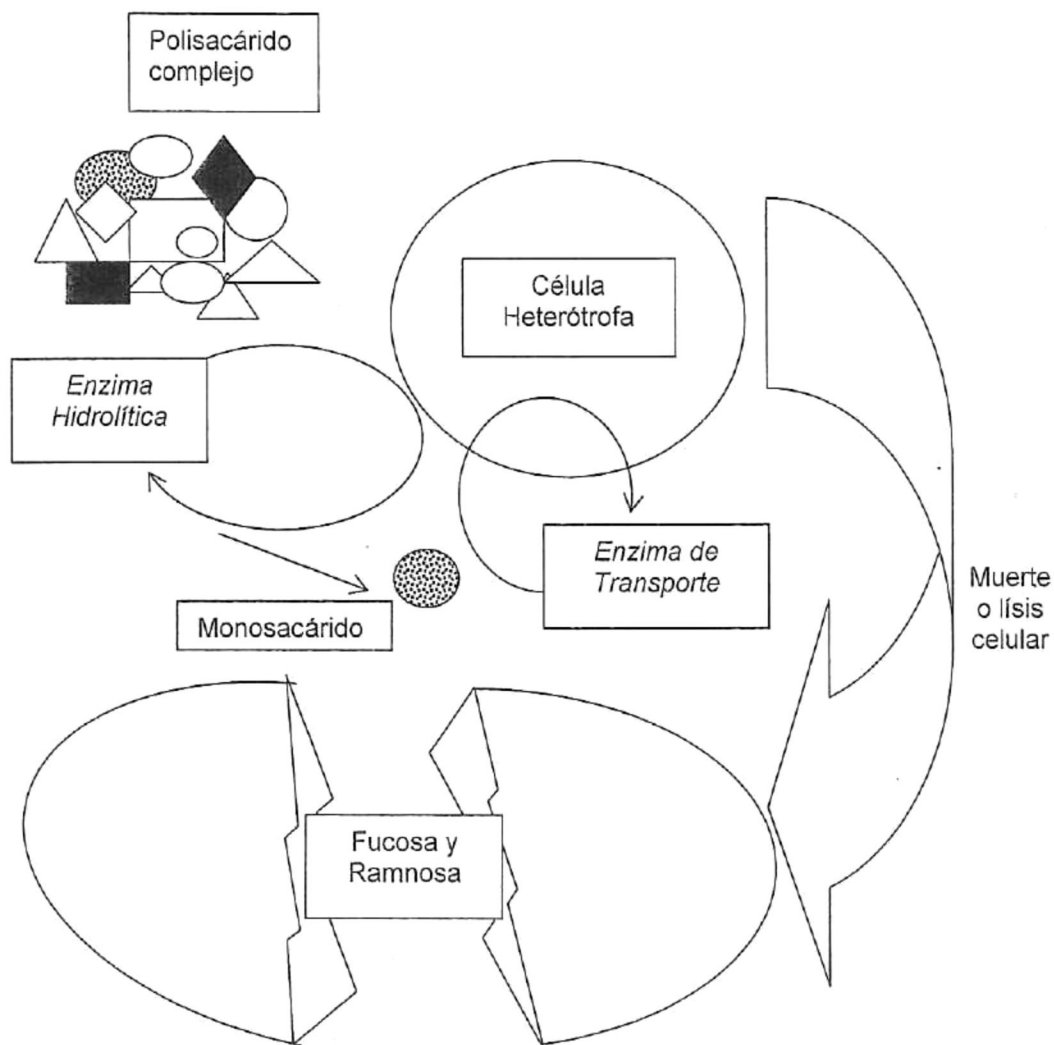 Polisacárido
complejo
Célula
Heterótrofa
Enzima
Hidrolítica
Enzima de
Transporte
Monosacárido
Muerte
o lísis
celular
Fucosa y
Ramnosa